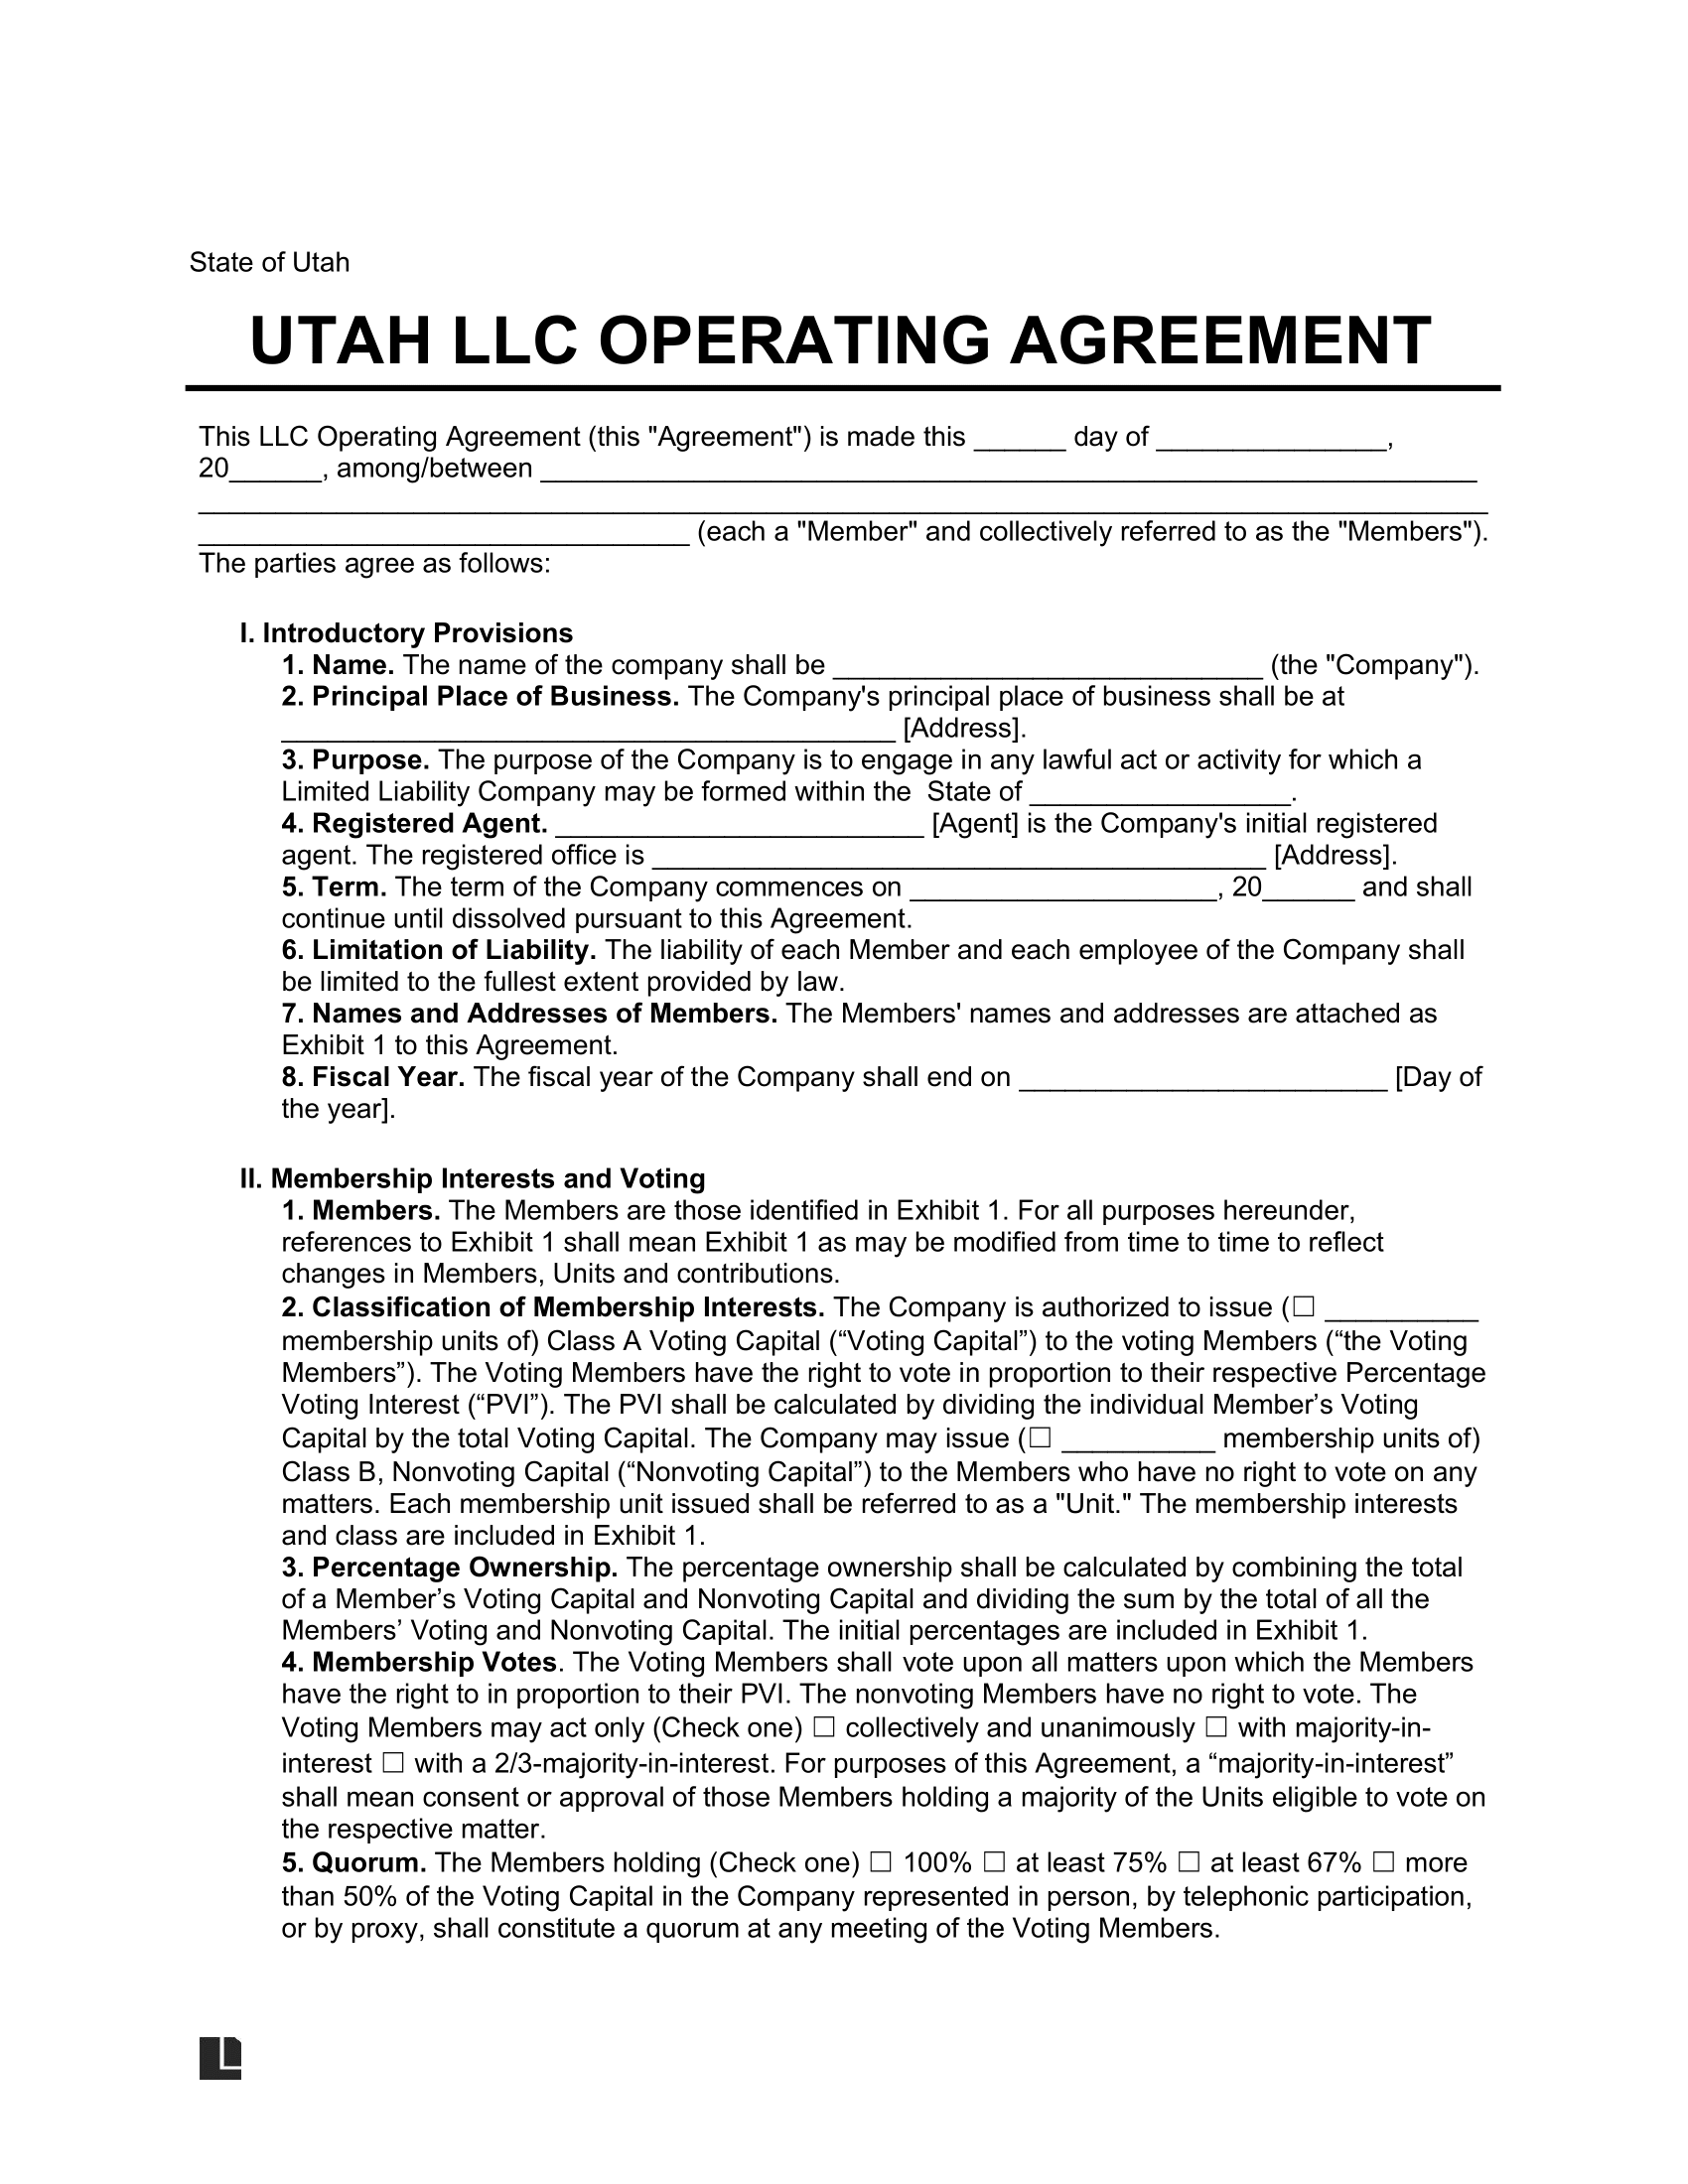 State of Utah
UTAH LLC OPERATING AGREEMENT
This LLC Operating Agreement (this "Agreement") is made this ______ day of _______________,
20______, among/between _____________________________________________________________
____________________________________________________________________________________
________________________________ (each a "Member" and collectively referred to as the "Members").
The parties agree as follows:
I. Introductory Provisions
1. Name. The name of the company shall be ____________________________ (the "Company").
2. Principal Place of Business. The Company's principal place of business shall be at
__________________________________________ [Address].
3. Purpose. The purpose of the Company is to engage in any lawful act or activity for which a
Limited Liability Company may be formed within the  State of _________________.
4. Registered Agent. ________________________ [Agent] is the Company's initial registered
agent. The registered office is ________________________________________ [Address].
5. Term. The term of the Company commences on ____________________, 20______ and shall
continue until dissolved pursuant to this Agreement.
6. Limitation of Liability. The liability of each Member and each employee of the Company shall
be limited to the fullest extent provided by law.
7. Names and Addresses of Members. The Members' names and addresses are attached as
Exhibit 1 to this Agreement.
8. Fiscal Year. The fiscal year of the Company shall end on ________________________ [Day of
the year].
II. Membership Interests and Voting
1. Members. The Members are those identified in Exhibit 1. For all purposes hereunder,
references to Exhibit 1 shall mean Exhibit 1 as may be modified from time to time to reflect
changes in Members, Units and contributions.
2. Classification of Membership Interests. The Company is authorized to issue (☐ __________
membership units of) Class A Voting Capital (“Voting Capital”) to the voting Members (“the Voting
Members”). The Voting Members have the right to vote in proportion to their respective Percentage
Voting Interest (“PVI”). The PVI shall be calculated by dividing the individual Member’s Voting
Capital by the total Voting Capital. The Company may issue (☐ __________ membership units of)
Class B, Nonvoting Capital (“Nonvoting Capital”) to the Members who have no right to vote on any
matters. Each membership unit issued shall be referred to as a "Unit." The membership interests
and class are included in Exhibit 1.
3. Percentage Ownership. The percentage ownership shall be calculated by combining the total
of a Member’s Voting Capital and Nonvoting Capital and dividing the sum by the total of all the
Members’ Voting and Nonvoting Capital. The initial percentages are included in Exhibit 1.
4. Membership Votes. The Voting Members shall vote upon all matters upon which the Members
have the right to in proportion to their PVI. The nonvoting Members have no right to vote. The
Voting Members may act only (Check one) ☐ collectively and unanimously ☐ with majority-in-
interest ☐ with a 2/3-majority-in-interest. For purposes of this Agreement, a “majority-in-interest”
shall mean consent or approval of those Members holding a majority of the Units eligible to vote on
the respective matter.
5. Quorum. The Members holding (Check one) ☐ 100% ☐ at least 75% ☐ at least 67% ☐ more
than 50% of the Voting Capital in the Company represented in person, by telephonic participation,
or by proxy, shall constitute a quorum at any meeting of the Voting Members.